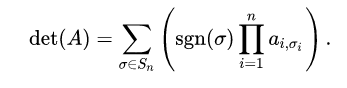 det(A) = ∑_{σ∈S_n} ( sgn(σ) ∏_{i=1}^{n} a_{i,σ_i} ) .